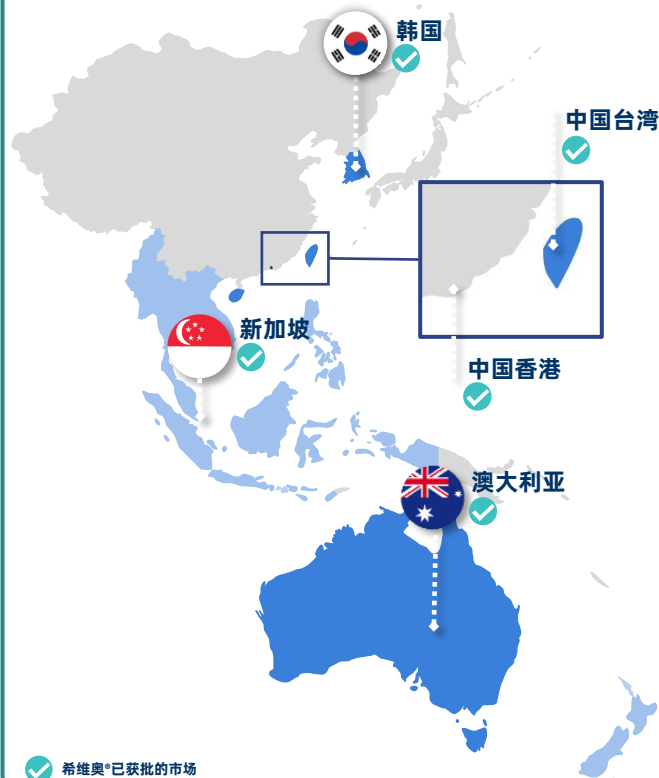 韩国
中国台湾
新加坡
中国香港
澳大利亚
希维奥®已获批的市场